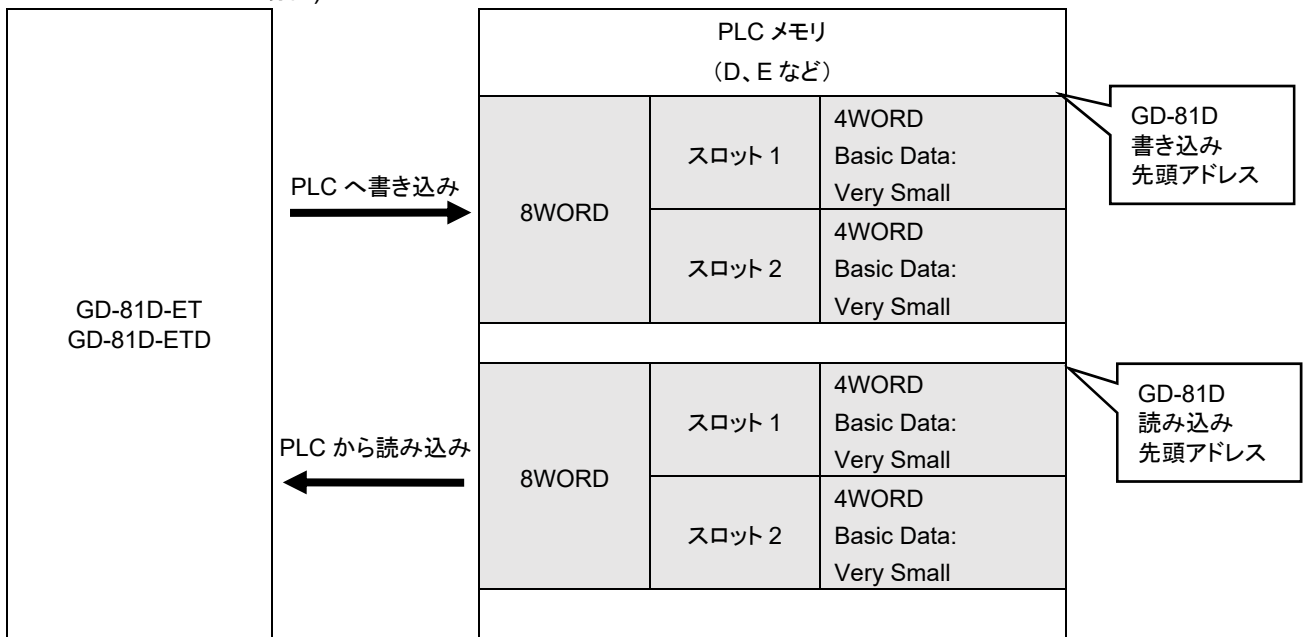 PLC メモリ
（D、E など）
GD-81D
書き込み
先頭アドレス
PLC へ書き込み
8WORD
スロット 1
4WORD
Basic Data:
Very Small
スロット 2
4WORD
Basic Data:
Very Small
GD-81D-ET
GD-81D-ETD
GD-81D
読み込み
先頭アドレス
PLC から読み込み
8WORD
スロット 1
4WORD
Basic Data:
Very Small
スロット 2
4WORD
Basic Data:
Very Small